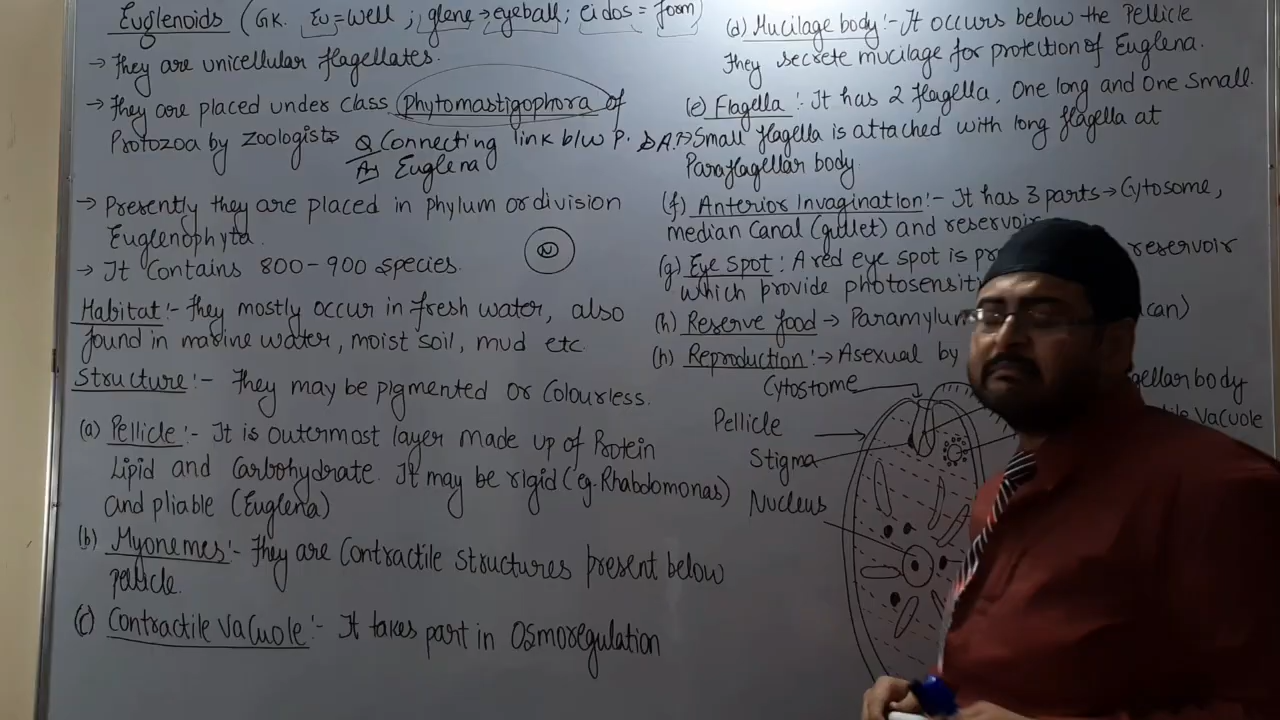 Euglenoids (GK. Eu=well ; glene→eyeball; eidos = form)
→ They are unicellular flagellates.
→ They are placed under class Phytomastigophora of
Protozoa by Zoologists Q Connecting link b/w P. & A.→
A→ Euglena
→ Presently they are placed in phylum or division
Euglenophyta.
N
→ It Contains 800-900 species.
Habitat:- They mostly occur in fresh water, also
found in marine water, moist soil, mud etc.
Structure:- They may be pigmented or Colourless.
(a) Pellicle:- It is outermost layer made up of Protein
Lipid and Carbohydrate. It may be rigid (eg. Rhabdomonas)
and pliable (Euglena)
(b) Myonemes:- They are Contractile structures present below
pellicle.
(c) Contractile Vacuole:- It takes part in Osmoregulation
(d) Mucilage body:- It occurs below the Pellicle
They secrete mucilage for protection of Euglena.
(e) Flagella:- It has 2 flagella, One long and One Small.
Small flagella is attached with long flagella at
Paraflagellar body
(f) Anterior Invagination:- It has 3 parts→ Cytosome,
median Canal (gullet) and reservoir
(g) Eye Spot: A red eye spot is reservoir
which provide
(h) Reserve food → Paramylum can)
(h) Reproduction:→ Asexual by
Cytostome
Pellicle
Stigma
Nucleus
body
Vacuole